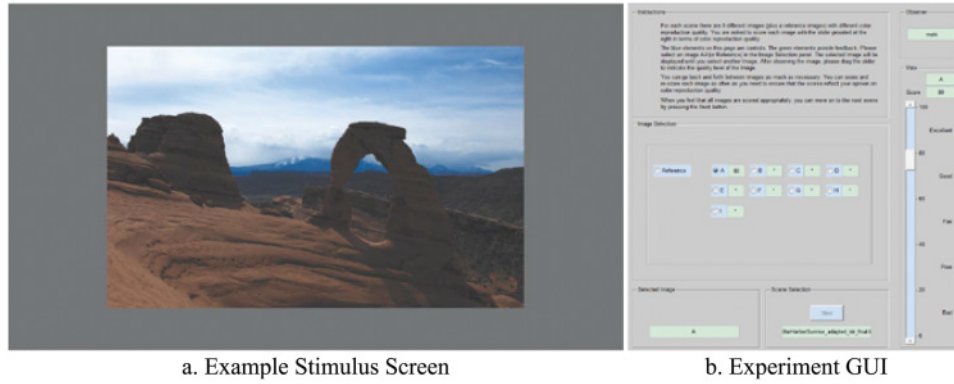 Instructions
For each scene there are 9 different images (plus a reference images) with different color
reproduction quality. You are asked to score each image with the slider provided at the
right in terms of color reproduction quality.
The blue elements on this page are controls. The green elements provide feedback. Please
select an image A-I(or Reference) in the Image Selection panel. The selected image will be
displayed until you select another image. After observing the image, please drag the slider
to indicate the quality level of the image.
You can go back and forth between images as much as necessary. You can score and
re-score each image as often as you need to ensure that the scores reflect your opinion on
color reproduction quality.
When you feel that all images are scored appropriately, you can move on to the next scene
by pressing the Next button.
Observer
Image Selection
Reference
A
B
C
D
E
F
G
H
I
A
Score
100
Excellent
80
Good
60
Fair
40
Poor
20
Bad
0
Selected Image
A
Scene Selection
Next
a. Example Stimulus Screen
b. Experiment GUI